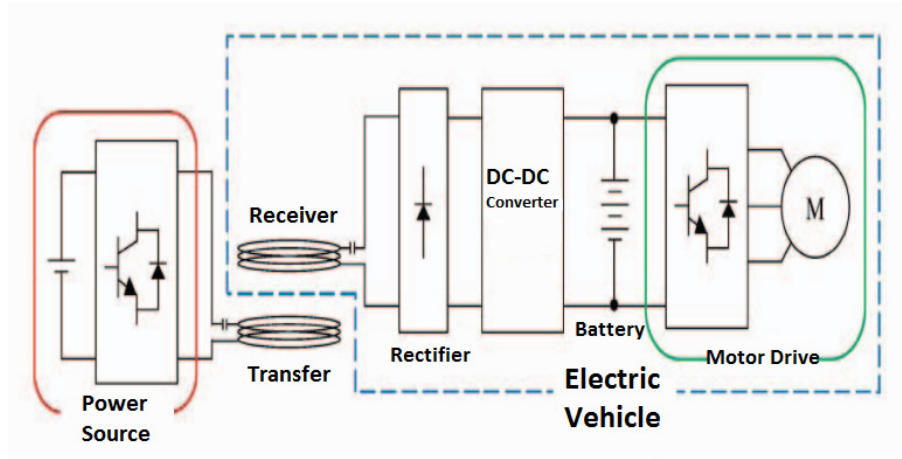 Receiver
Transfer
Power
Source
Rectifier
DC-DC
Converter
Battery
M
Motor Drive
Electric
Vehicle